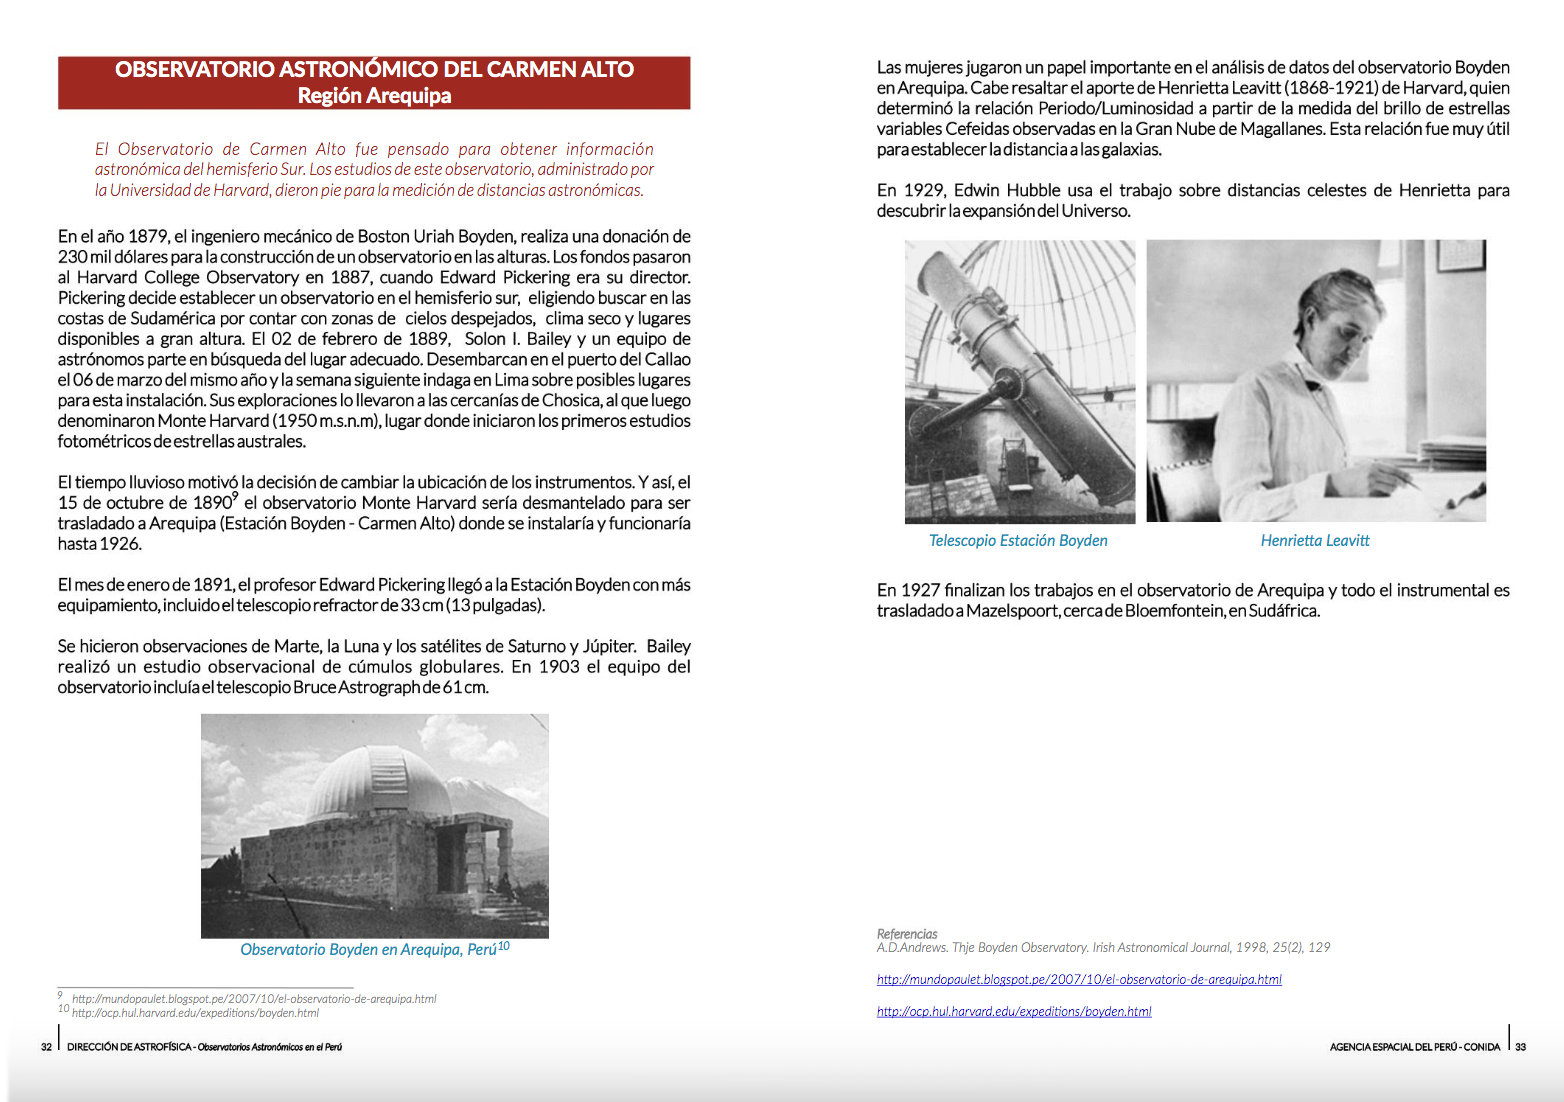 OBSERVATORIO ASTRONÓMICO DEL CARMEN ALTO
Región Arequipa
El Observatorio de Carmen Alto fue pensado para obtener información
astronómica del hemisferio Sur. Los estudios de este observatorio, administrado por
la Universidad de Harvard, dieron pie para la medición de distancias astronómicas.
En el año 1879, el ingeniero mecánico de Boston Uriah Boyden, realiza una donación de
230 mil dólares para la construcción de un observatorio en las alturas. Los fondos pasaron
al Harvard College Observatory en 1887, cuando Edward Pickering era su director.
Pickering decide establecer un observatorio en el hemisferio sur, eligiendo buscar en las
costas de Sudamérica por contar con zonas de cielos despejados, clima seco y lugares
disponibles a gran altura. El 02 de febrero de 1889, Solon I. Bailey y un equipo de
astrónomos parte en búsqueda del lugar adecuado. Desembarcan en el puerto del Callao
el 06 de marzo del mismo año y la semana siguiente indaga en Lima sobre posibles lugares
para esta instalación. Sus exploraciones lo llevaron a las cercanías de Chosica, al que luego
denominaron Monte Harvard (1950 m.s.n.m), lugar donde iniciaron los primeros estudios
fotométricos de estrellas australes.
El tiempo lluvioso motivó la decisión de cambiar la ubicación de los instrumentos. Y así, el
15 de octubre de 1890⁹ el observatorio Monte Harvard sería desmantelado para ser
trasladado a Arequipa (Estación Boyden - Carmen Alto) donde se instalaría y funcionaría
hasta 1926.
El mes de enero de 1891, el profesor Edward Pickering llegó a la Estación Boyden con más
equipamiento, incluido el telescopio refractor de 33 cm (13 pulgadas).
Se hicieron observaciones de Marte, la Luna y los satélites de Saturno y Júpiter. Bailey
realizó un estudio observacional de cúmulos globulares. En 1903 el equipo del
observatorio incluía el telescopio Bruce Astrograph de 61 cm.
Observatorio Boyden en Arequipa, Perú¹⁰
9 http://mundopaulet.blogspot.pe/2007/10/el-observatorio-de-arequipa.html
10 http://ocp.hul.harvard.edu/expeditions/boyden.html
32 DIRECCIÓN DE ASTROFÍSICA - Observatorios Astronómicos en el Perú
Las mujeres jugaron un papel importante en el análisis de datos del observatorio Boyden
en Arequipa. Cabe resaltar el aporte de Henrietta Leavitt (1868-1921) de Harvard, quien
determinó la relación Periodo/Luminosidad a partir de la medida del brillo de estrellas
variables Cefeidas observadas en la Gran Nube de Magallanes. Esta relación fue muy útil
para establecer la distancia a las galaxias.
En 1929, Edwin Hubble usa el trabajo sobre distancias celestes de Henrietta para
descubrir la expansión del Universo.
Telescopio Estación Boyden
Henrietta Leavitt
En 1927 finalizan los trabajos en el observatorio de Arequipa y todo el instrumental es
trasladado a Mazelspoort, cerca de Bloemfontein, en Sudáfrica.
Referencias
A.D.Andrews. Thje Boyden Observatory. Irish Astronomical Journal, 1998, 25(2), 129
http://mundopaulet.blogspot.pe/2007/10/el-observatorio-de-arequipa.html
http://ocp.hul.harvard.edu/expeditions/boyden.html
AGENCIA ESPACIAL DEL PERÚ - CONIDA 33